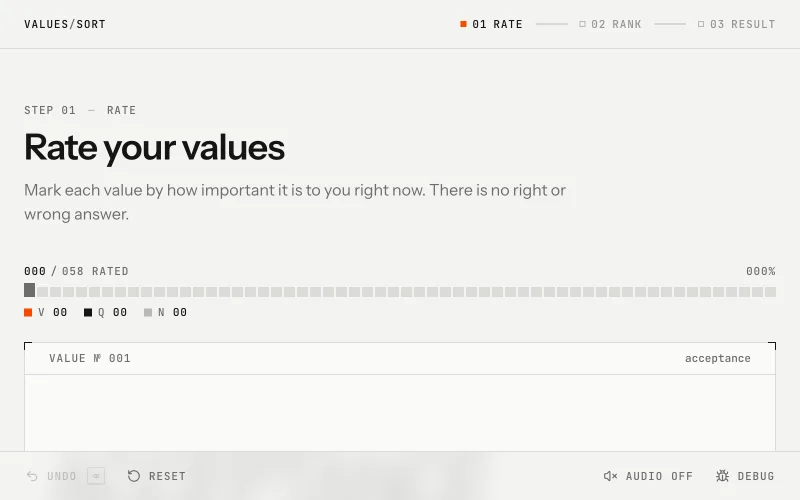 VALUES/SORT
01 RATE
02 RANK
03 RESULT
STEP 01 — RATE
Rate your values
Mark each value by how important it is to you right now. There is no right or
wrong answer.
000 / 058 RATED
000%
V 00 Q 00 N 00
VALUE № 001
acceptance
UNDO
RESET
AUDIO OFF
DEBUG